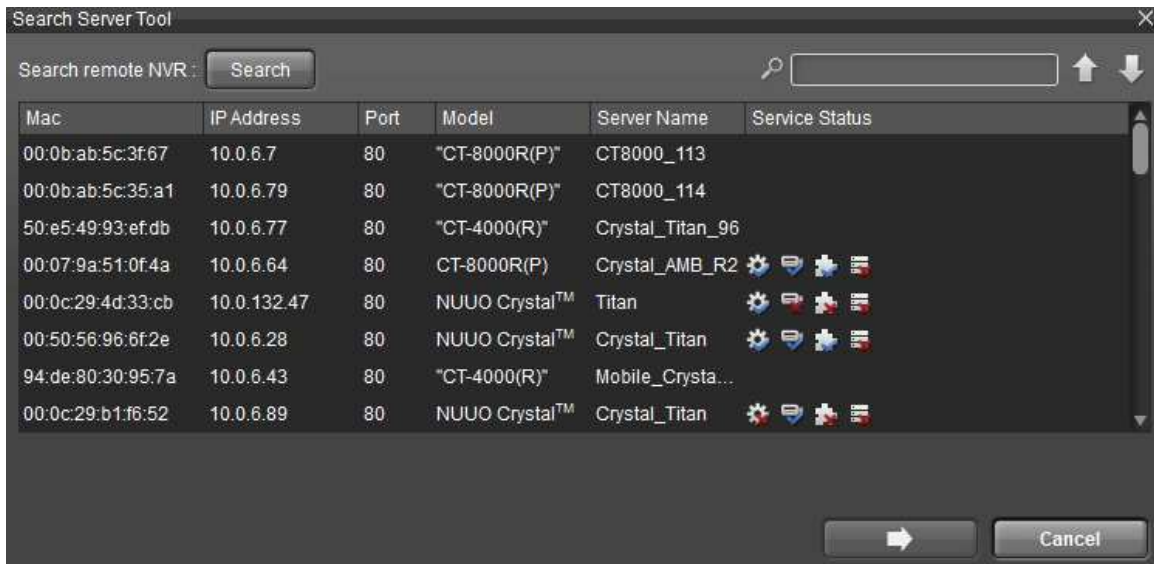 Search Server Tool
Search remote NVR : Search
Mac IP Address Port Model Server Name Service Status
00:0b:ab:5c:3f:67 10.0.6.7 80 "CT-8000R(P)" CT8000_113
00:0b:ab:5c:35:a1 10.0.6.79 80 "CT-8000R(P)" CT8000_114
50:e5:49:93:ef:db 10.0.6.77 80 "CT-4000(R)" Crystal_Titan_96
00:07:9a:51:0f:4a 10.0.6.64 80 CT-8000R(P) Crystal_AMB_R2
00:0c:29:4d:33:cb 10.0.132.47 80 NUUO Crystal™ Titan
00:50:56:96:6f:2e 10.0.6.28 80 NUUO Crystal™ Crystal_Titan
94:de:80:30:95:7a 10.0.6.43 80 "CT-4000(R)" Mobile_Crysta...
00:0c:29:b1:f6:52 10.0.6.89 80 NUUO Crystal™ Crystal_Titan
Cancel